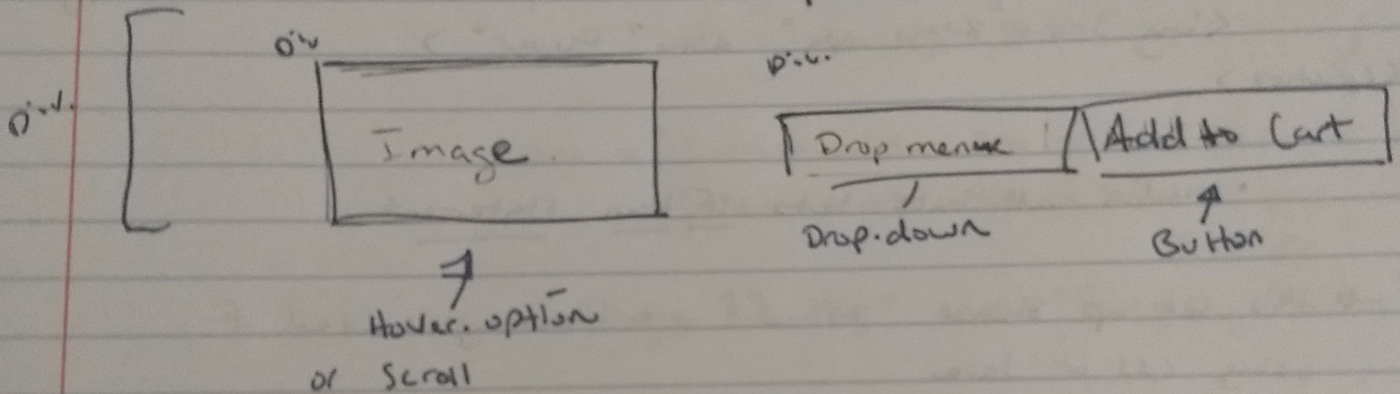 Div
Div.
Div.
Image
Drop menu
Add to Cart
Drop.down
Button
Hover. option
or Scroll